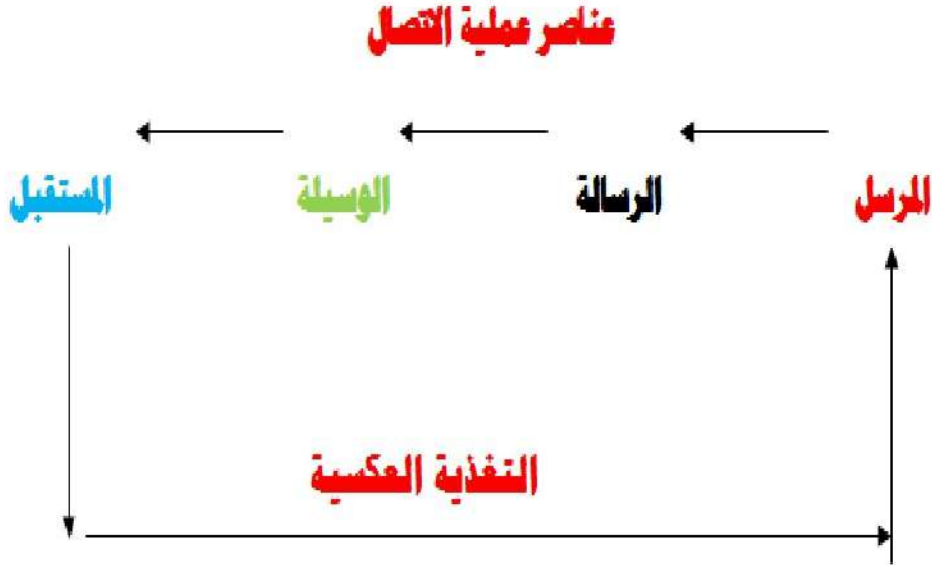 عناصر عملية الاتصال
المرسل الرسالة الوسيلة المستقبل
التغذية العكسية